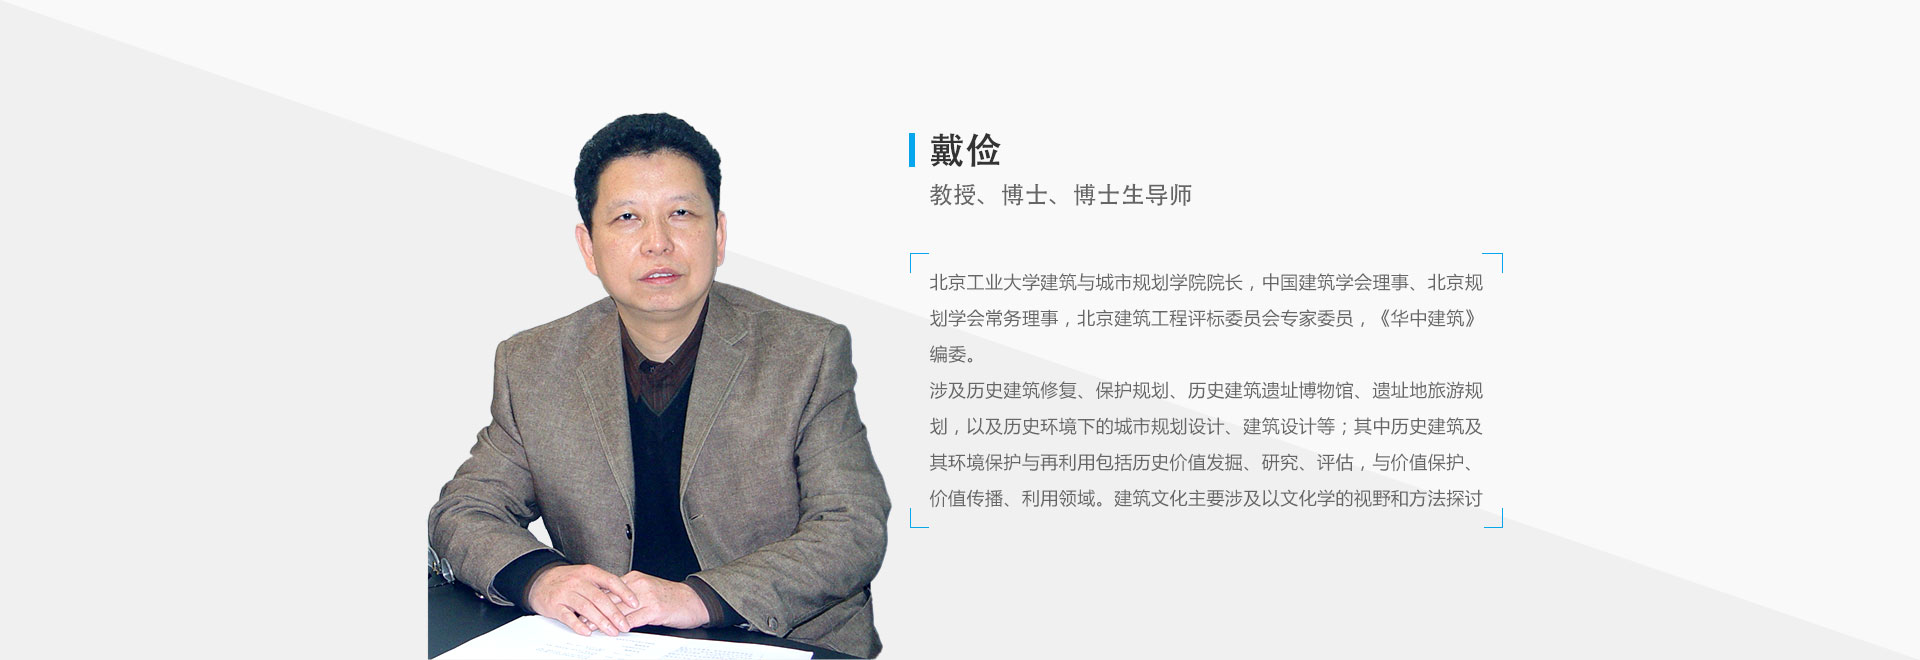 戴俭
教授、博士、博士生导师
北京工业大学建筑与城市规划学院院长，中国建筑学会理事、北京规
划学会常务理事，北京建筑工程评标委员会专家委员，《华中建筑》
编委。
涉及历史建筑修复、保护规划、历史建筑遗址博物馆、遗址地旅游规
划，以及历史环境下的城市规划设计、建筑设计等；其中历史建筑及
其环境保护与再利用包括历史价值发掘、研究、评估，与价值保护、
价值传播、利用领域。建筑文化主要涉及以文化学的视野和方法探讨